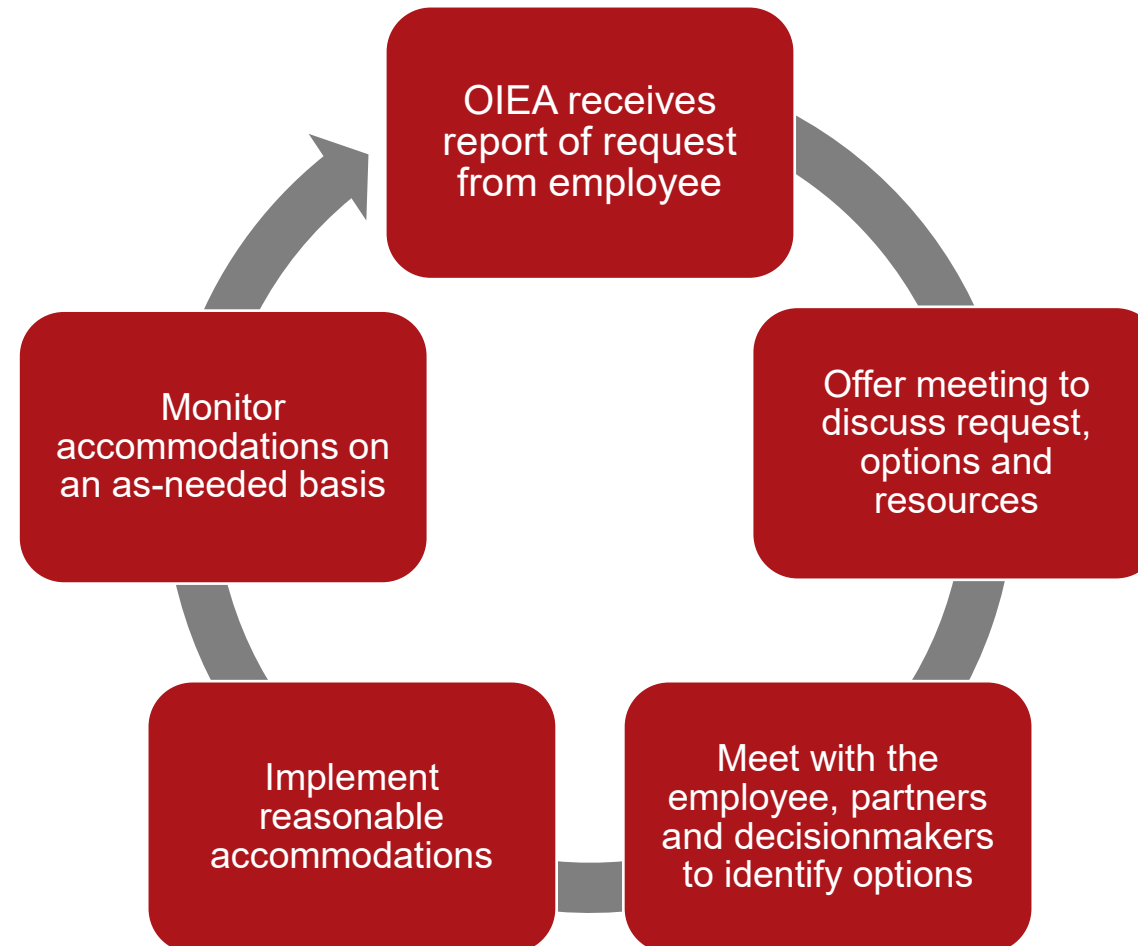 OIEA receives
report of request
from employee
Offer meeting to
discuss request,
options and
resources
Meet with the
employee, partners
and decisionmakers
to identify options
Implement
reasonable
accommodations
Monitor
accommodations on
an as-needed basis